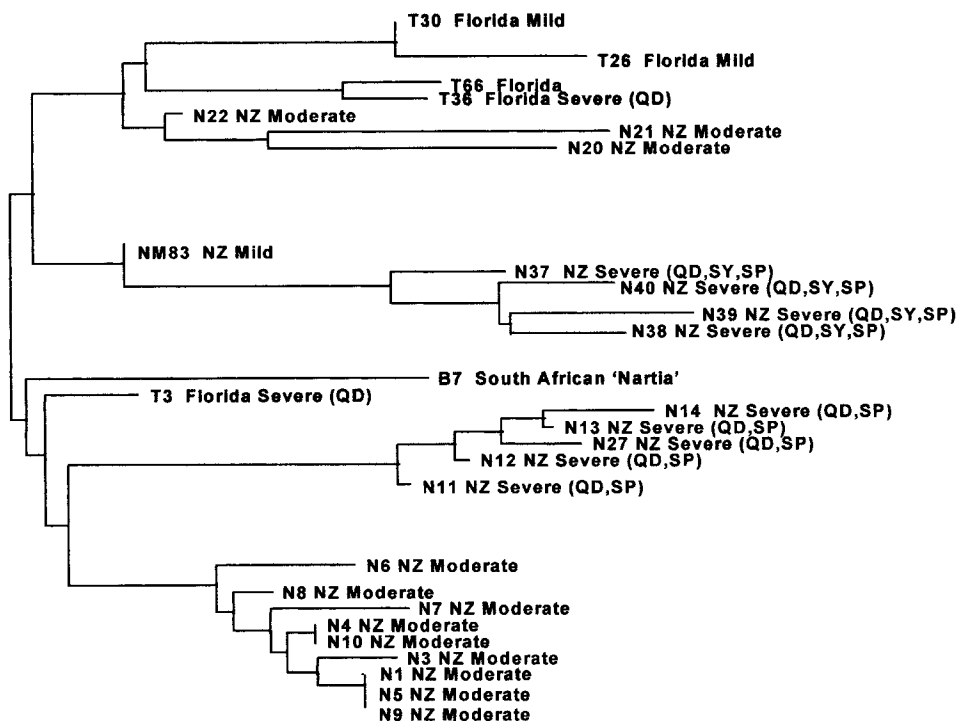 T30 Florida Mild
T26 Florida Mild
T66 Florida
T36 Florida Severe (QD)
N22 NZ Moderate
N21 NZ Moderate
N20 NZ Moderate
NM83 NZ Mild
N37 NZ Severe (QD,SY,SP)
N40 NZ Severe (QD,SY,SP)
N39 NZ Severe (QD,SY,SP)
N38 NZ Severe (QD,SY,SP)
B7 South African 'Nartia'
T3 Florida Severe (QD)
N14 NZ Severe (QD,SP)
N13 NZ Severe (QD,SP)
N27 NZ Severe (QD,SP)
N12 NZ Severe (QD,SP)
N11 NZ Severe (QD,SP)
N6 NZ Moderate
N8 NZ Moderate
N7 NZ Moderate
N4 NZ Moderate
N10 NZ Moderate
N3 NZ Moderate
N1 NZ Moderate
N5 NZ Moderate
N9 NZ Moderate